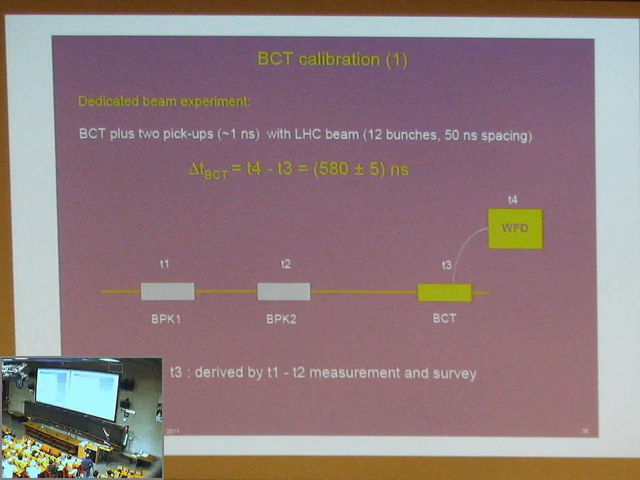 BCT calibration (1)
Dedicated beam experiment:
BCT plus two pick-ups (~1 ns) with LHC beam (12 bunches, 50 ns spacing)
ΔtBCT = t4 - t3 = (580 ± 5) ns
t4
WFD
t1
t2
t3
BPK1
BPK2
BCT
t3 : derived by t1 - t2 measurement and survey
2011